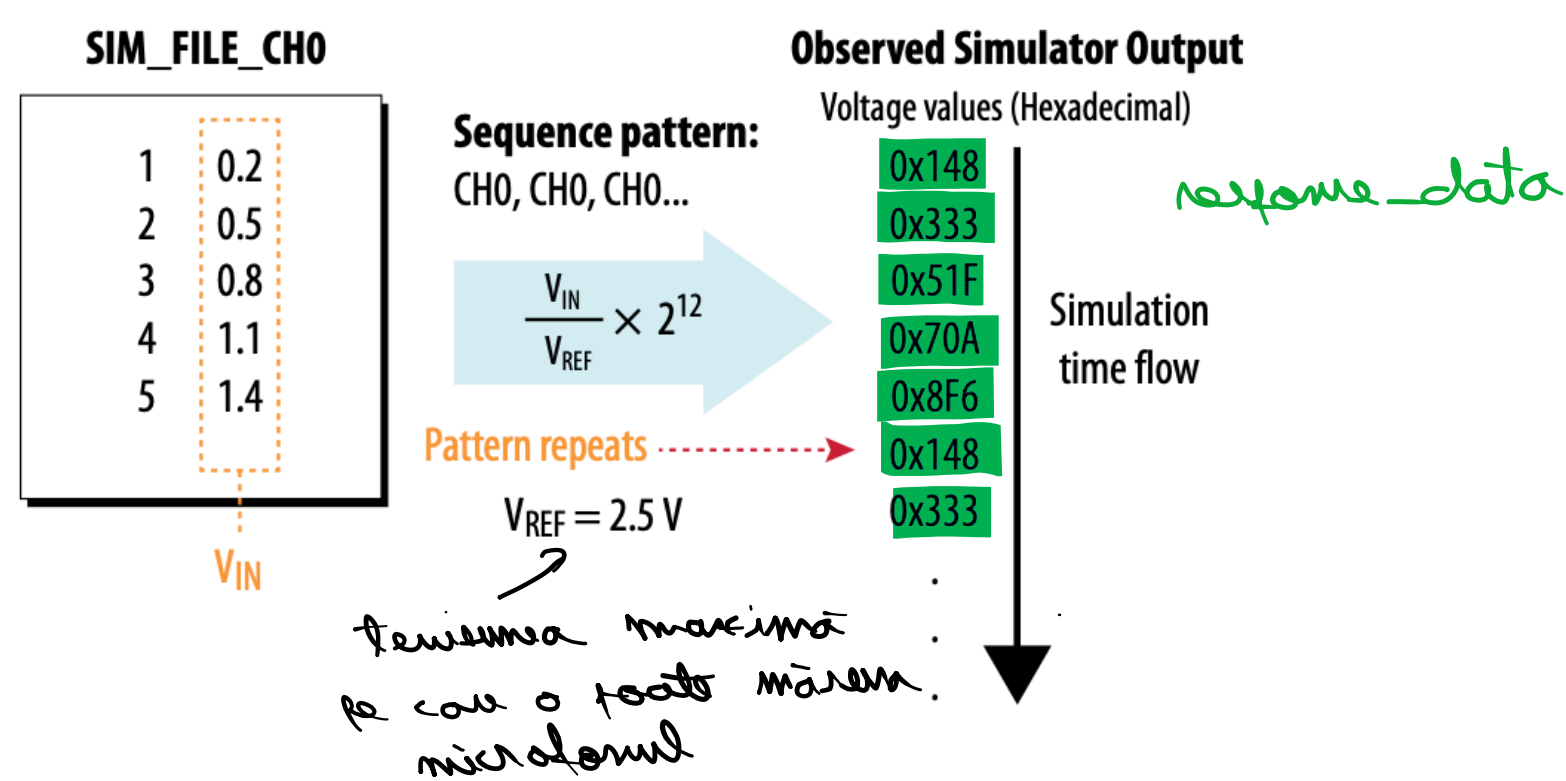 SIM_FILE_CH0
1 0.2
2 0.5
3 0.8
4 1.1
5 1.4
V_IN
Sequence pattern:
CH0, CH0, CH0...
V_IN / V_REF × 2^12
Pattern repeats
V_REF = 2.5 V
Observed Simulator Output
Voltage values (Hexadecimal)
0x148
0x333
0x51F
0x70A
0x8F6
0x148
0x333
.
.
.
Simulation
time flow
response_data
tensiunea maximă
pe care o poate măsura
microfonul